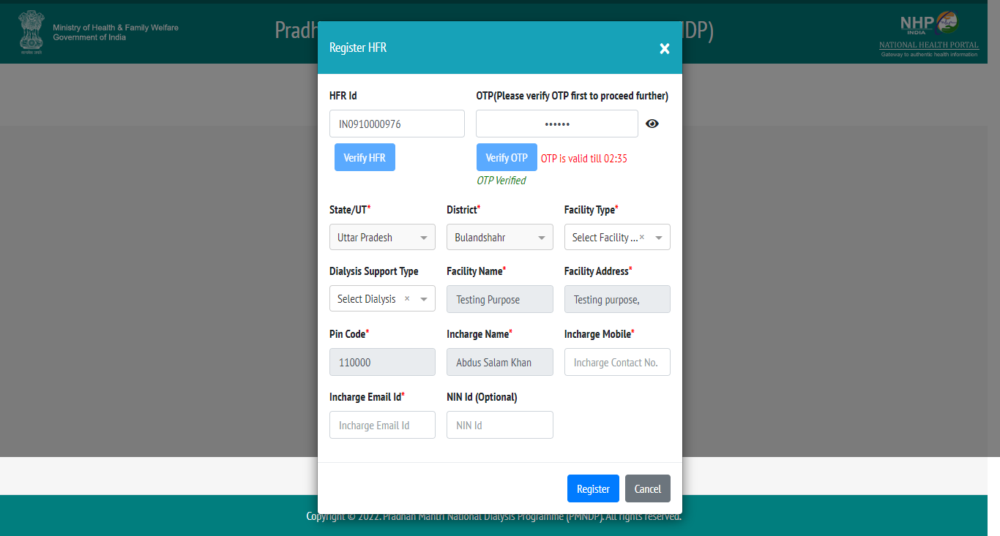 Ministry of Health & Family Welfare
Government of India
Pradh
NDP)
NHP
INDIA
NATIONAL HEALTH PORTAL
Gateway to authentic health information
Register HFR
×
HFR Id
OTP(Please verify OTP first to proceed further)
IN0910000976
••••••
Verify HFR
Verify OTP
OTP is valid till 02:35
OTP Verified
State/UT*
District*
Facility Type*
Uttar Pradesh
Bulandshahr
Select Facility ...×
Dialysis Support Type
Facility Name*
Facility Address*
Select Dialysis ×
Testing Purpose
Testing purpose,
Pin Code*
Incharge Name*
Incharge Mobile*
110000
Abdus Salam Khan
Incharge Contact No.
Incharge Email Id*
NIN Id (Optional)
Incharge Email Id
NIN Id
Register
Cancel
Copyright © 2022. Pradhan Mantri National Dialysis Programme (PMNDP). All rights reserved.